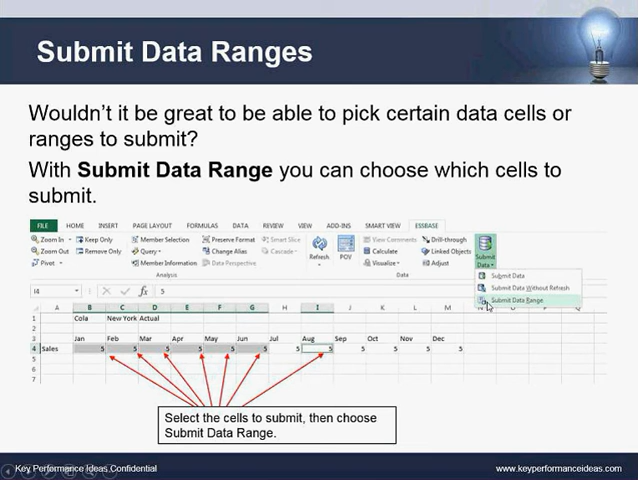 Submit Data Ranges
Wouldn't it be great to be able to pick certain data cells or
ranges to submit?
With Submit Data Range you can choose which cells to
submit.
FILE HOME INSERT PAGE LAYOUT FORMULAS DATA REVIEW VIEW ADD-INS SMART VIEW ESSBASE
Zoom In Keep Only Member Selection Preserve Format Smart Slice Refresh POV View Comments Drill-through Submit Data
Zoom Out Remove Only Query Change Alias Cascade Calculate Linked Objects
Pivot Member Information Data Perspective Visualize Adjust
Analysis Data
Submit Data
Submit Data Without Refresh
Submit Data Range
I4 fx 5
A B C D E F G H I J K L M
1 Cola New York Actual
2
3 Jan Feb Mar Apr May Jun Jul Aug Sep Oct Nov Dec
4 Sales 5 5 5 5 5 5 5 5 5 5 5 5
5
6
7
Select the cells to submit, then choose
Submit Data Range.
Key Performance Ideas Confidential
www.keyperformanceideas.com